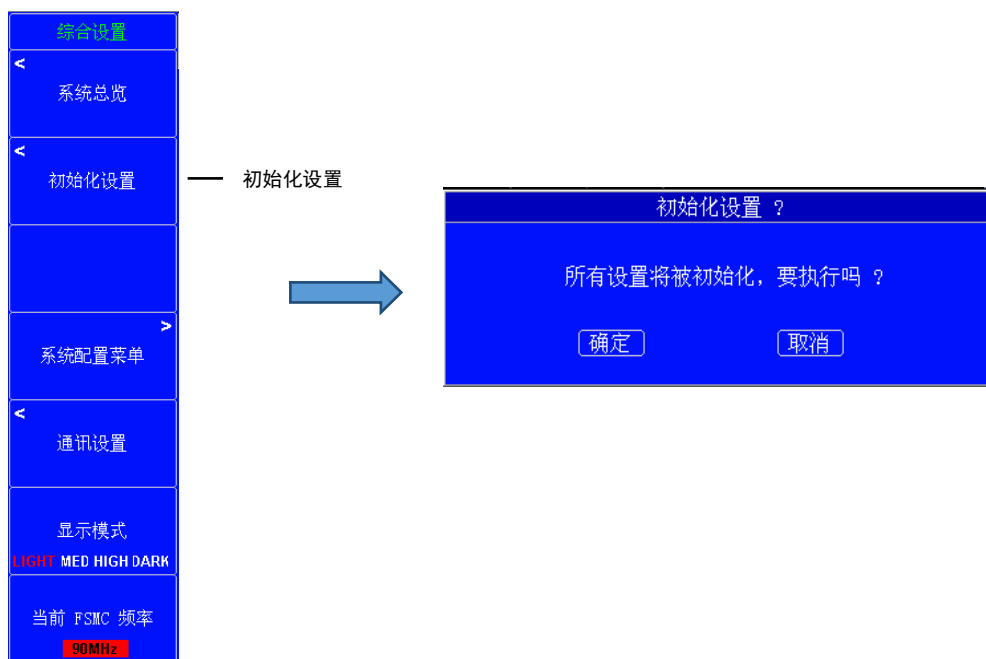 综合设置
<
系统总览
<
初始化设置
初始化设置
>
系统配置菜单
<
通讯设置
显示模式
LIGHT MED HIGH DARK
当前 FSMC 频率
90MHz
初始化设置 ?
所有设置将被初始化，要执行吗 ?
确定 取消